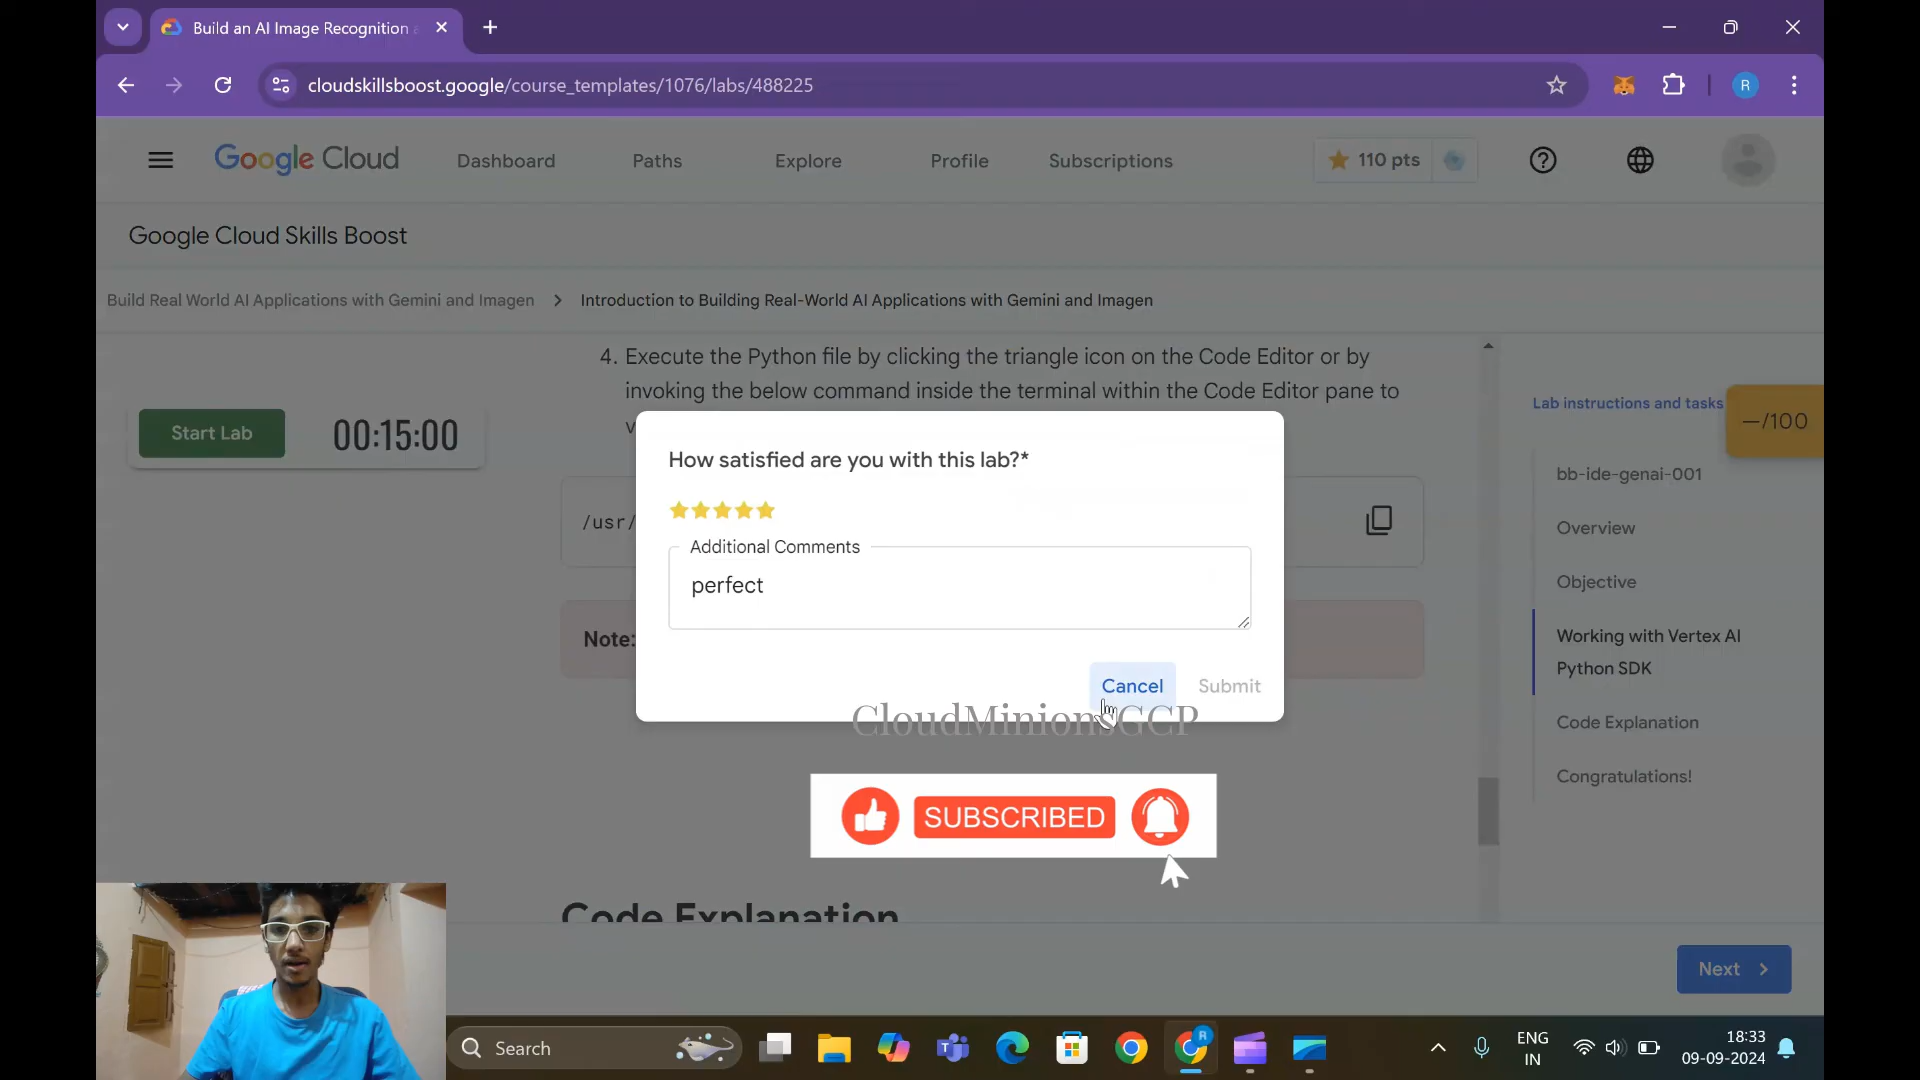 Build an AI Image Recognition
cloudskillsboost.google/course_templates/1076/labs/488225
R
Google Cloud
Dashboard
Paths
Explore
Profile
Subscriptions
110 pts
Google Cloud Skills Boost
Build Real World AI Applications with Gemini and Imagen
Introduction to Building Real-World AI Applications with Gemini and Imagen
4. Execute the Python file by clicking the triangle icon on the Code Editor or by
invoking the below command inside the terminal within the Code Editor pane to
Start Lab
00:15:00
Lab instructions and tasks
—/100
How satisfied are you with this lab?*
Additional Comments
perfect
/usr/
Note:
Cancel
Submit
bb-ide-genai-001
Overview
Objective
Working with Vertex AI
Python SDK
Code Explanation
Congratulations!
CloudMinionsGCP
SUBSCRIBED
Code Explanation
Next
Search
R
ENG
IN
18:33
09-09-2024